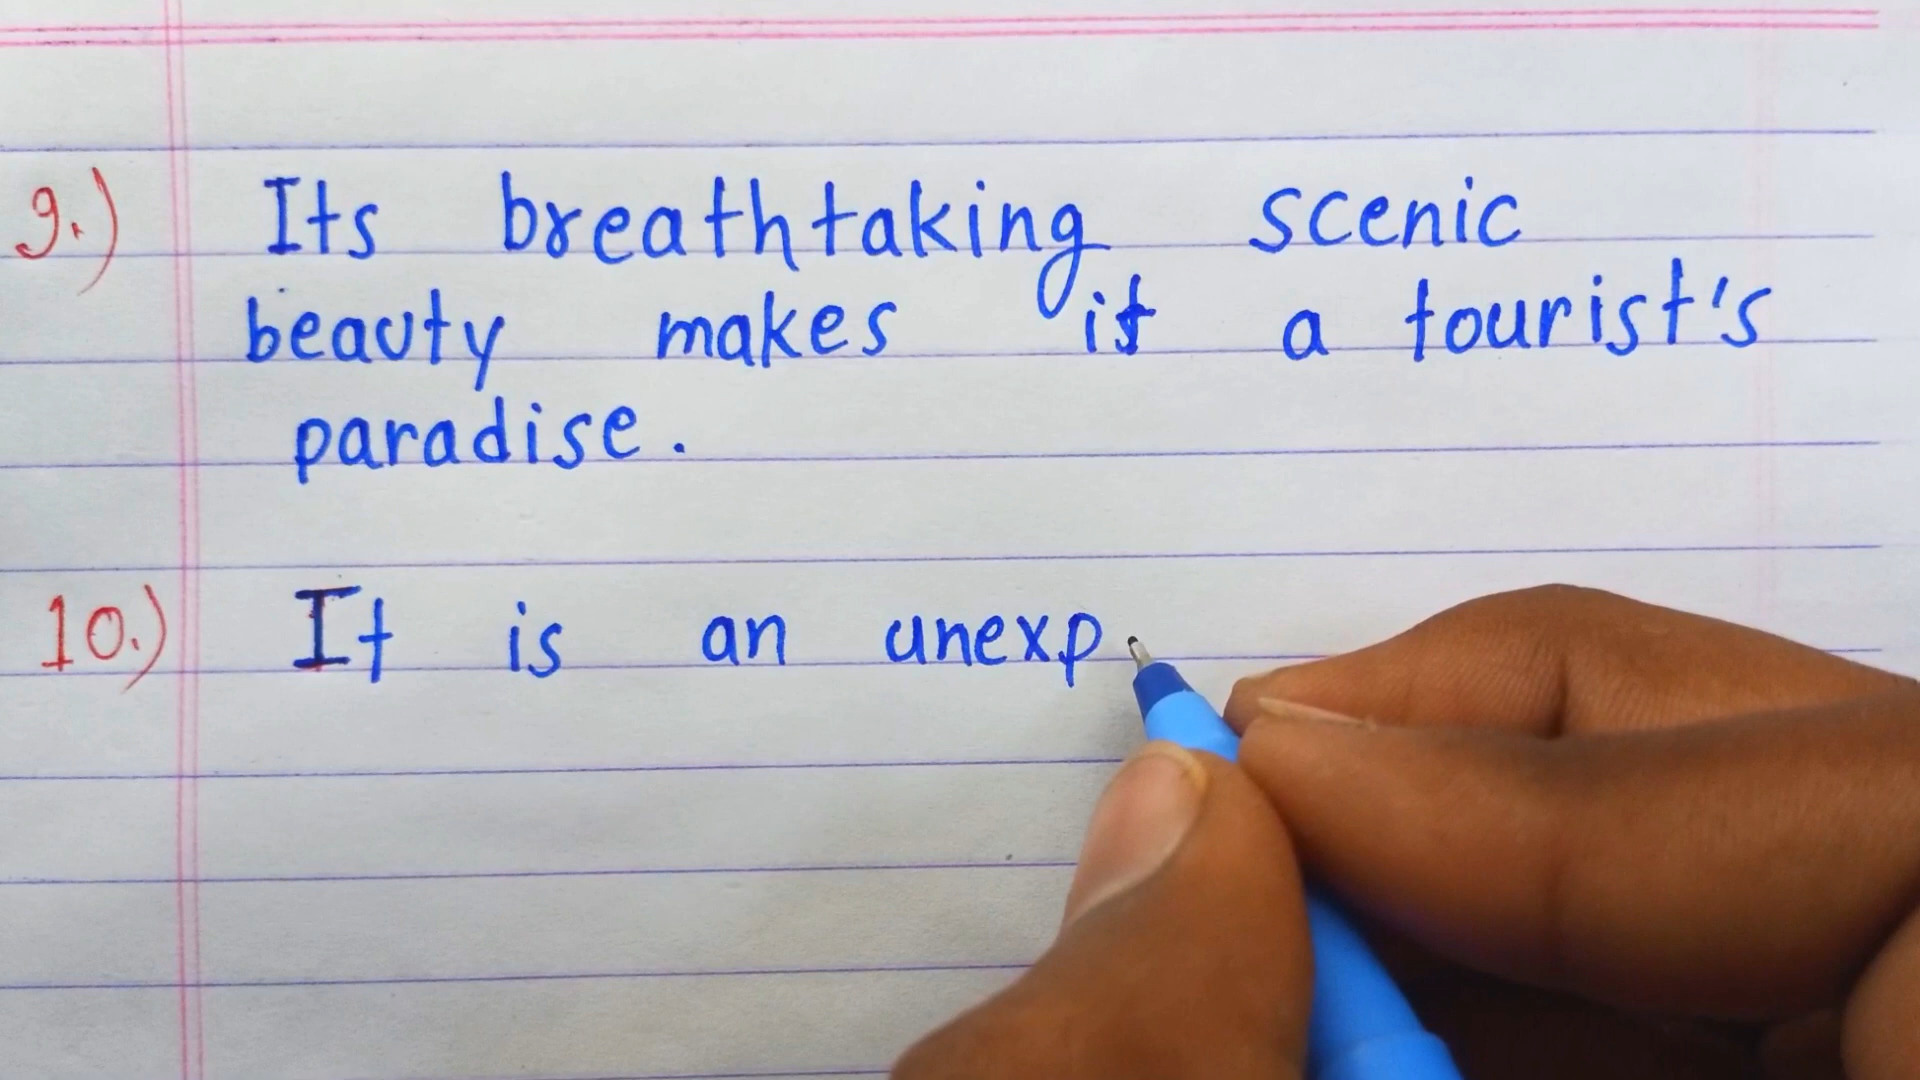 9.) Its breathtaking scenic
beauty makes it a tourist's
paradise.
10.) It is an unexp